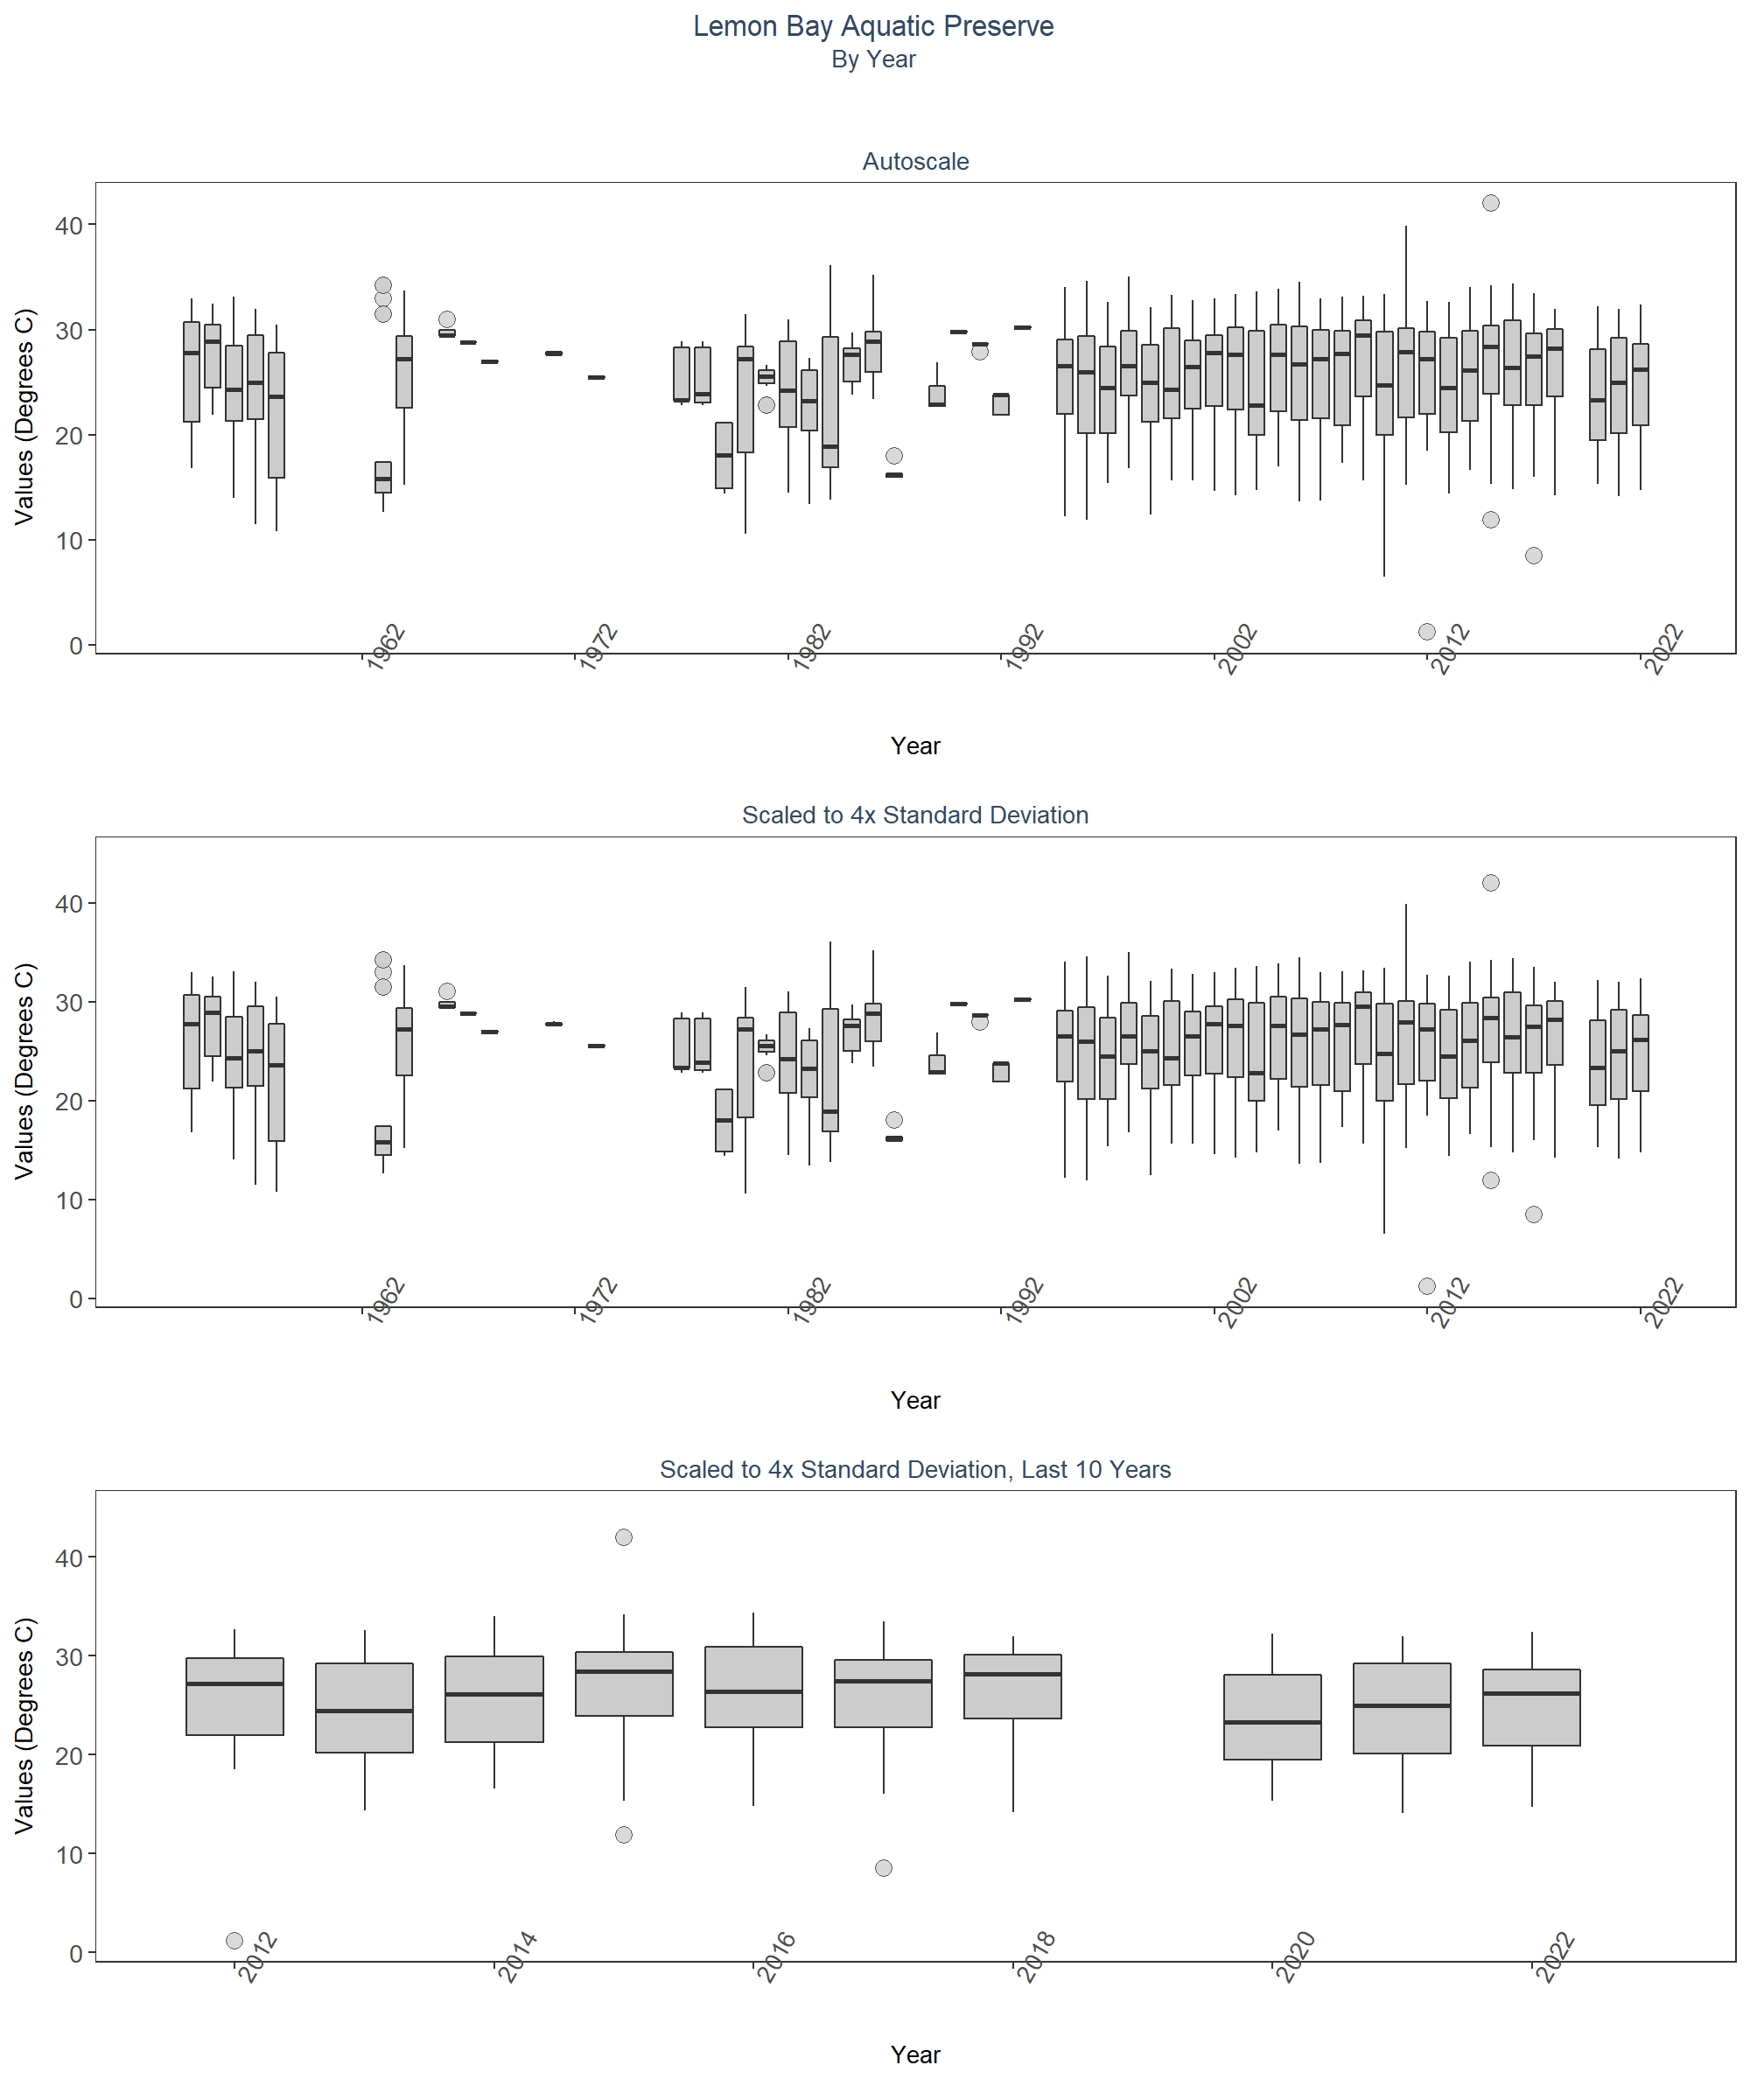 Lemon Bay Aquatic Preserve
By Year
Autoscale
Values (Degrees C)
40
30
20
10
0
1962 1972 1982 1992 2002 2012 2022
Year
Scaled to 4x Standard Deviation
Values (Degrees C)
40
30
20
10
0
1962 1972 1982 1992 2002 2012 2022
Year
Scaled to 4x Standard Deviation, Last 10 Years
Values (Degrees C)
40
30
20
10
0
2012 2014 2016 2018 2020 2022
Year